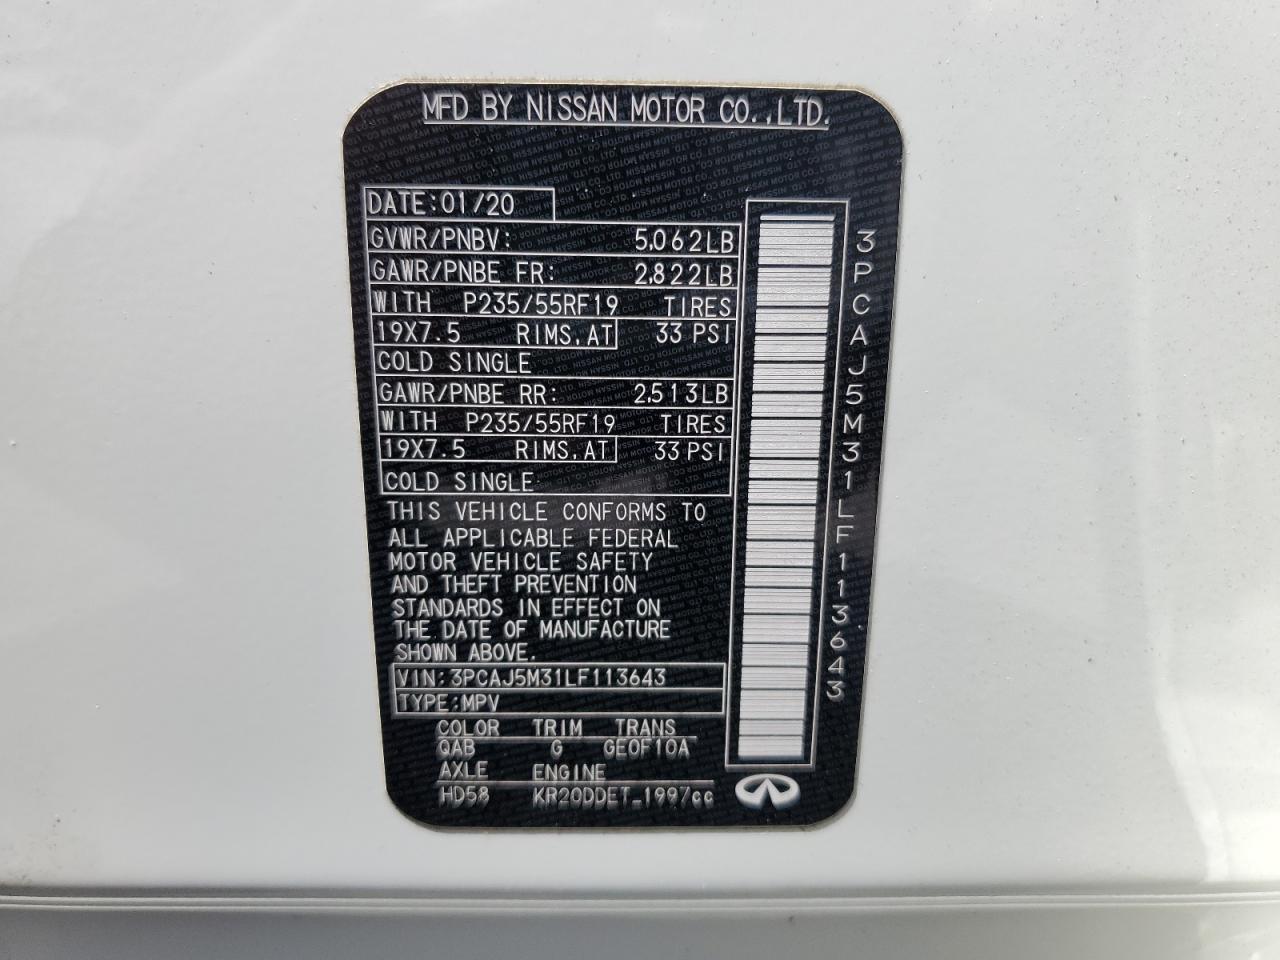 MFD BY NISSAN MOTOR CO.,LTD.
DATE:01/20
GVWR/PNBV: 5,062LB
GAWR/PNBE FR: 2,822LB
WITH P235/55RF19 TIRES
19X7.5 RIMS,AT 33 PSI
COLD SINGLE
GAWR/PNBE RR: 2,513LB
WITH P235/55RF19 TIRES
19X7.5 RIMS,AT 33 PSI
COLD SINGLE
THIS VEHICLE CONFORMS TO
ALL APPLICABLE FEDERAL
MOTOR VEHICLE SAFETY
AND THEFT PREVENTION
STANDARDS IN EFFECT ON
THE DATE OF MANUFACTURE
SHOWN ABOVE.
VIN:3PCAJ5M31LF113643
TYPE:MPV
COLOR TRIM TRANS
QAB G GE0F10A
AXLE ENGINE
HD58 KR20DDET_1997cc
3PCAJ5M31LF113643